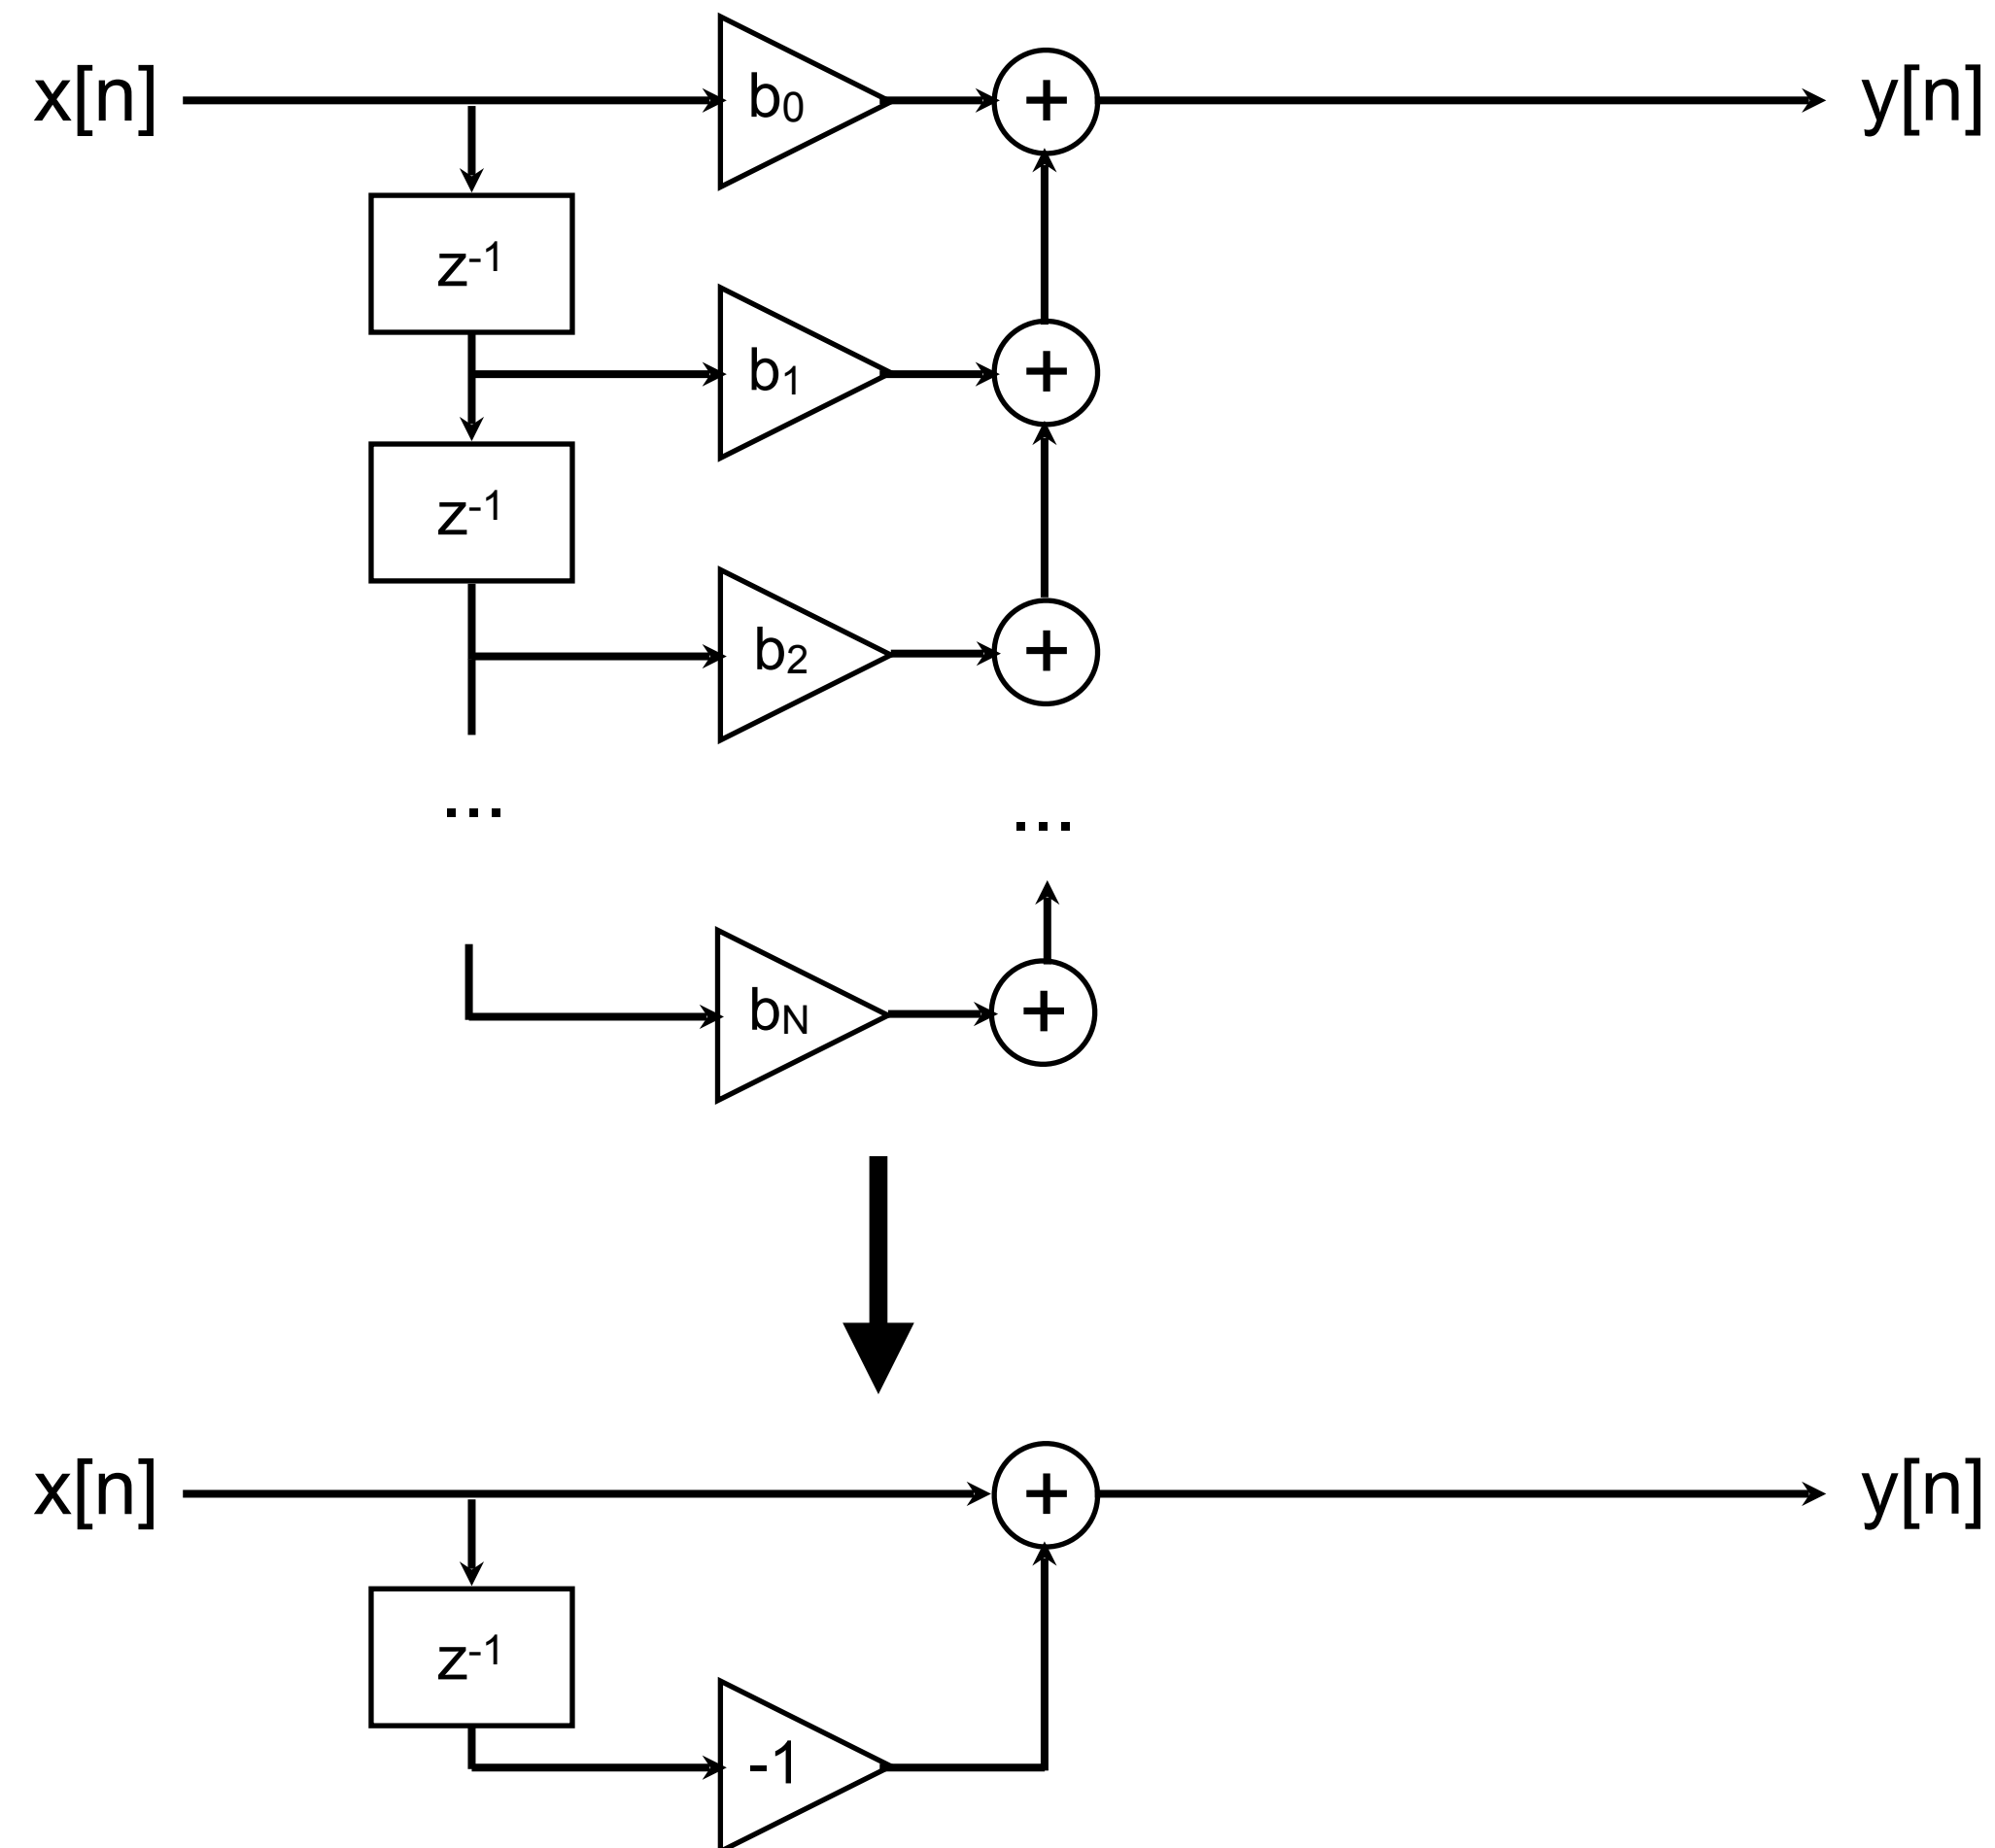 x[n] b₀ + y[n]
z⁻¹
b₁ +
z⁻¹
b₂ +
... ...
bN +
x[n] + y[n]
z⁻¹
-1